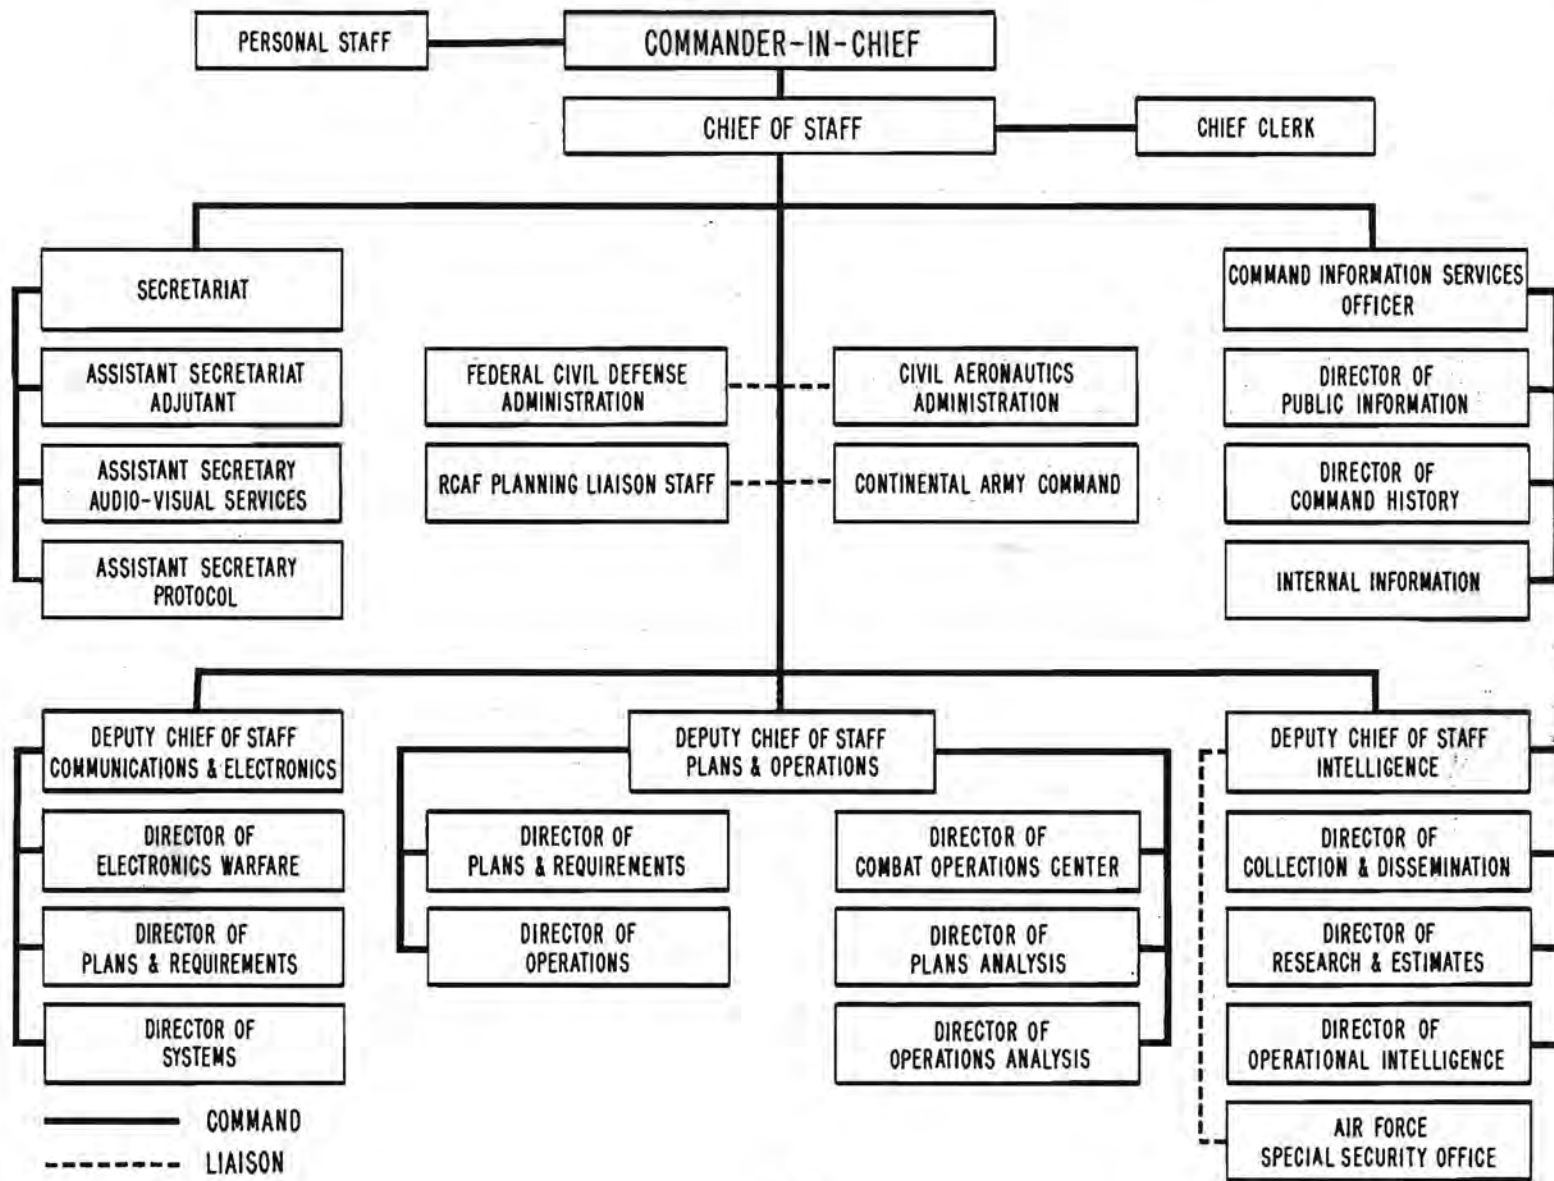 PERSONAL STAFF
COMMANDER-IN-CHIEF
CHIEF OF STAFF
CHIEF CLERK
SECRETARIAT
COMMAND INFORMATION SERVICES
OFFICER
ASSISTANT SECRETARIAT
ADJUTANT
FEDERAL CIVIL DEFENSE
ADMINISTRATION
CIVIL AERONAUTICS
ADMINISTRATION
DIRECTOR OF
PUBLIC INFORMATION
ASSISTANT SECRETARY
AUDIO-VISUAL SERVICES
RCAF PLANNING LIAISON STAFF
CONTINENTAL ARMY COMMAND
DIRECTOR OF
COMMAND HISTORY
ASSISTANT SECRETARY
PROTOCOL
INTERNAL INFORMATION
DEPUTY CHIEF OF STAFF
COMMUNICATIONS & ELECTRONICS
DEPUTY CHIEF OF STAFF
PLANS & OPERATIONS
DEPUTY CHIEF OF STAFF
INTELLIGENCE
DIRECTOR OF
ELECTRONICS WARFARE
DIRECTOR OF
PLANS & REQUIREMENTS
DIRECTOR OF
COMBAT OPERATIONS CENTER
DIRECTOR OF
COLLECTION & DISSEMINATION
DIRECTOR OF
PLANS & REQUIREMENTS
DIRECTOR OF
OPERATIONS
DIRECTOR OF
PLANS ANALYSIS
DIRECTOR OF
RESEARCH & ESTIMATES
DIRECTOR OF
SYSTEMS
DIRECTOR OF
OPERATIONS ANALYSIS
DIRECTOR OF
OPERATIONAL INTELLIGENCE
COMMAND
LIAISON
AIR FORCE
SPECIAL SECURITY OFFICE